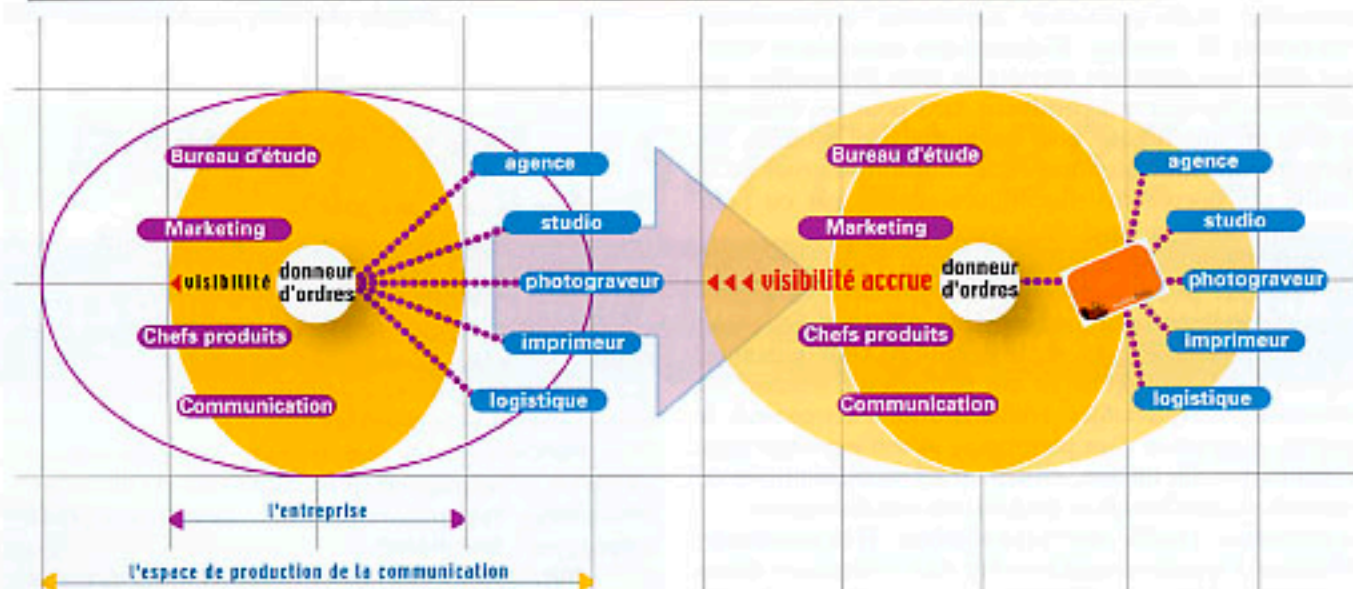 Bureau d'étude
Marketing
visibilité
donneur
d'ordres
Chefs produits
Communication
agence
studio
photograveur
imprimeur
logistique
l'entreprise
l'espace de production de la communication
Bureau d'étude
Marketing
visibilité accrue
donneur
d'ordres
Chefs produits
Communication
agence
studio
photograveur
imprimeur
logistique